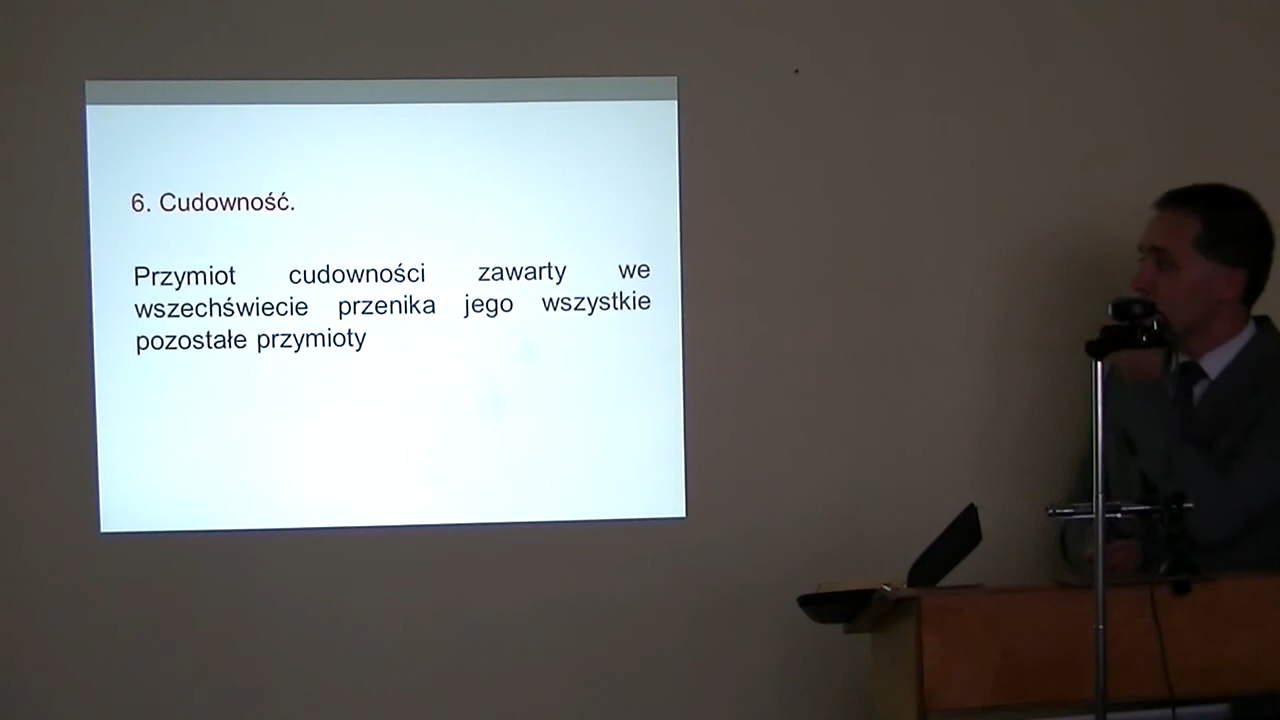 6. Cudowność.
Przymiot cudowności zawarty we
wszechświecie przenika jego wszystkie
pozostałe przymioty